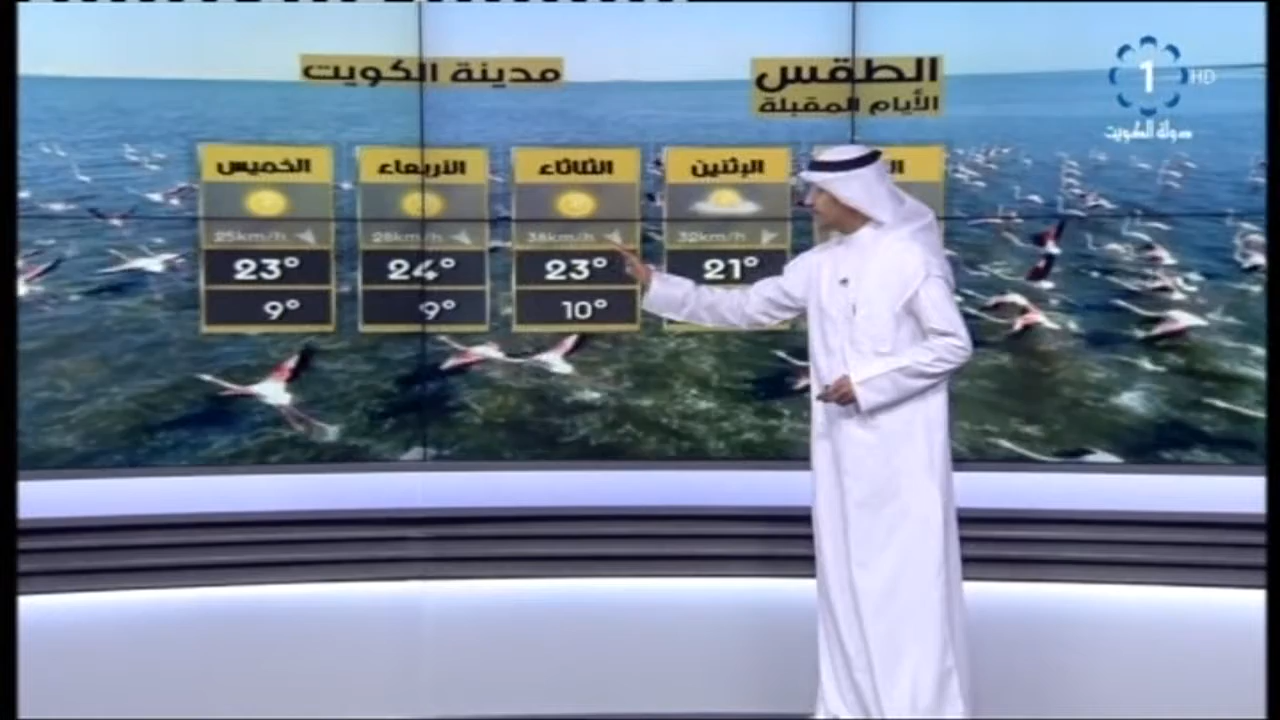 الطقس
الأيام المقبلة
مدينة الكويت
1 HD
دولة الكويت
الإثنين
32km/h
21°
الثلاثاء
38km/h
23°
10°
الأربعاء
28km/h
24°
9°
الخميس
25km/h
23°
9°